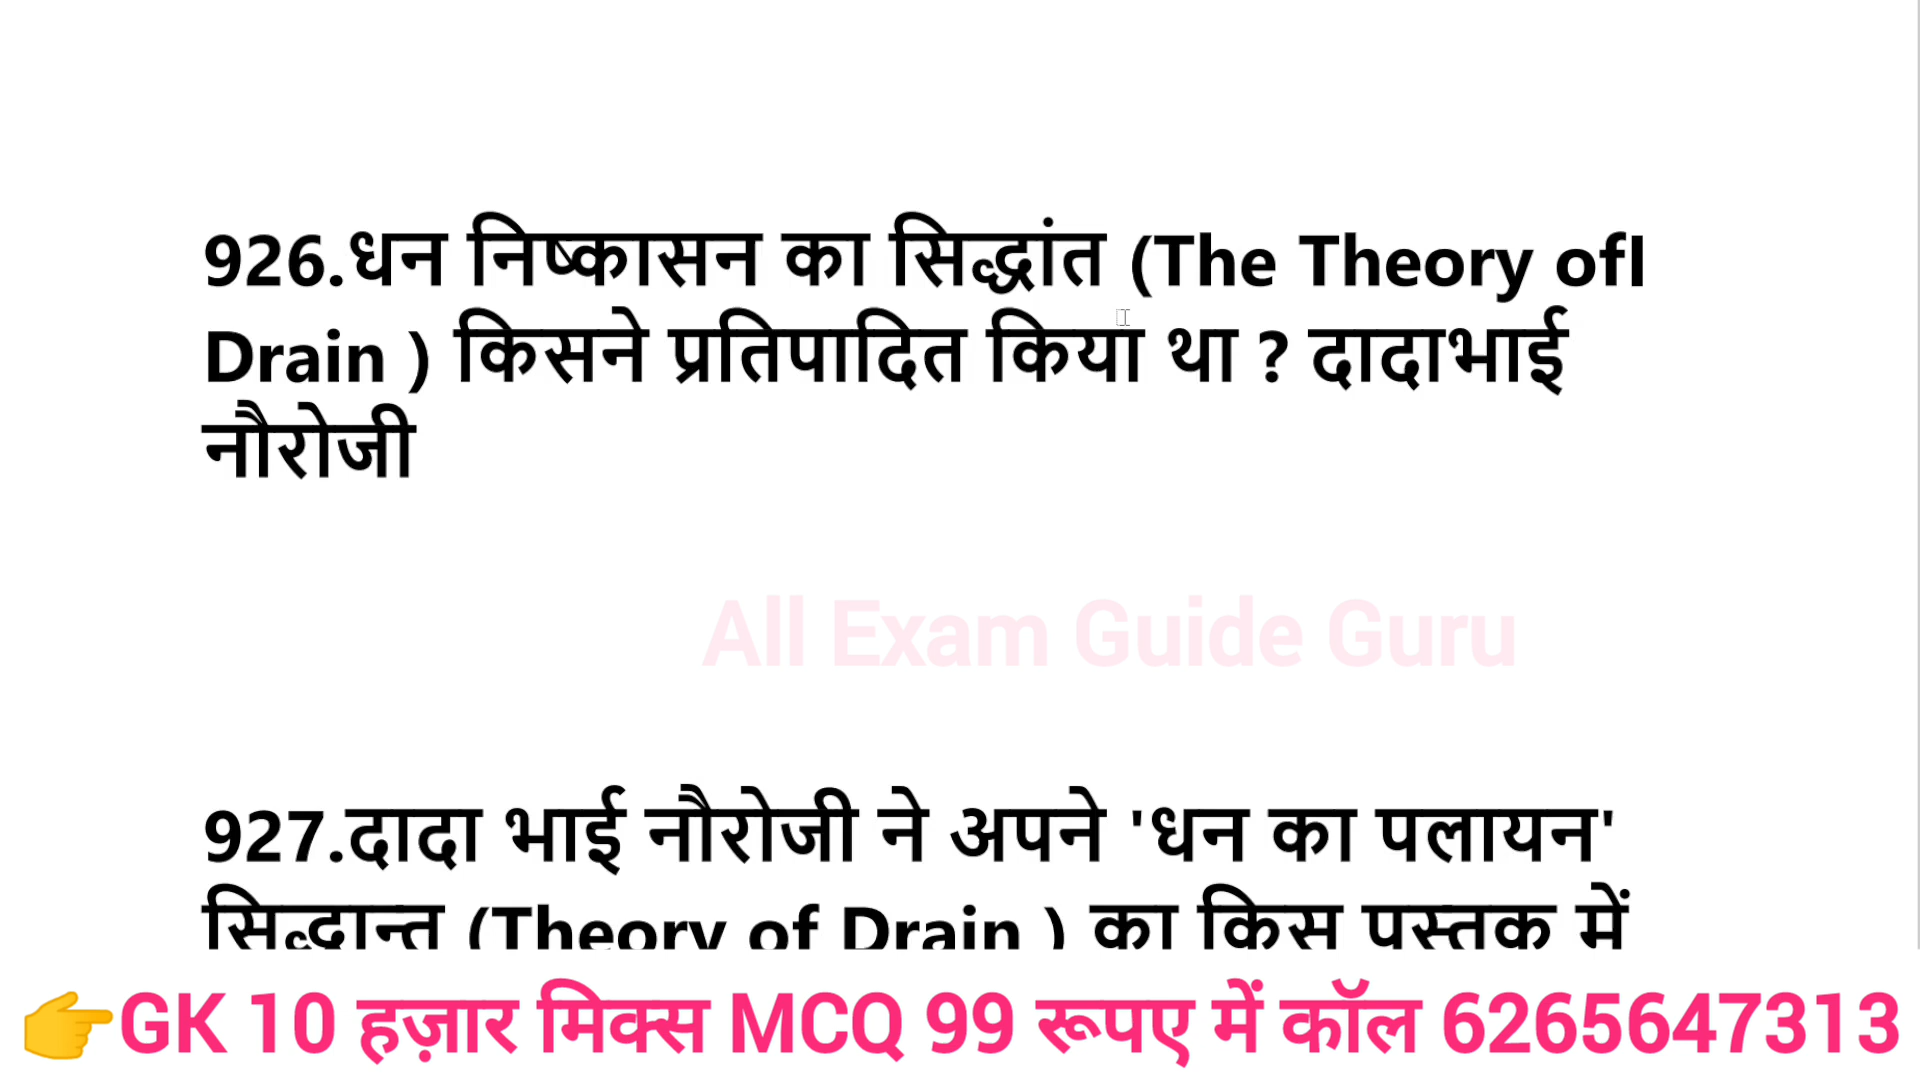 926.धन निष्कासन का सिद्धांत (The Theory ofI
Drain ) किसने प्रतिपादित किया था ? दादाभाई
नौरोजी
All Exam Guide Guru
927.दादा भाई नौरोजी ने अपने 'धन का पलायन'
सिद्धान्त (Theory of Drain ) का किस पुस्तक में
👉GK 10 हज़ार मिक्स MCQ 99 रूपए में कॉल 6265647313